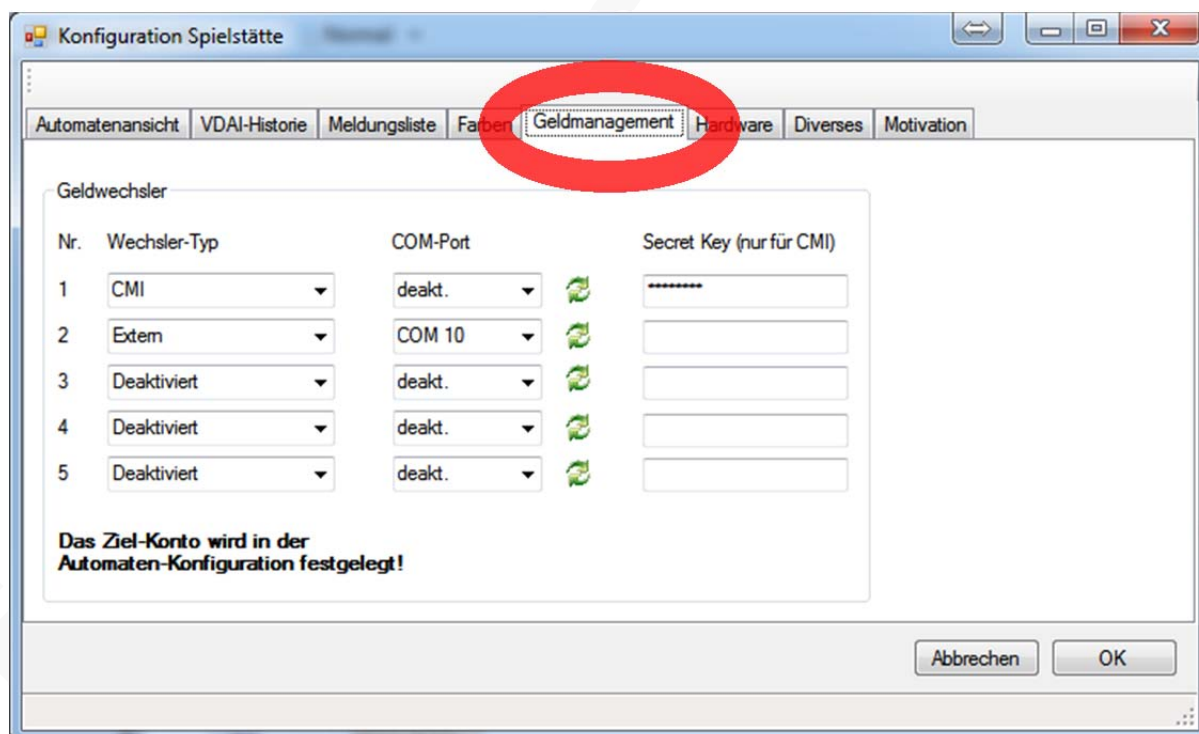 Konfiguration Spielstätte
Automatenansicht VDAI-Historie Meldungsliste Farben Geldmanagement Hardware Diverses Motivation
Geldwechsler
Nr. Wechsler-Typ COM-Port Secret Key (nur für CMI)
1 CMI deakt. ********
2 Extern COM 10
3 Deaktiviert deakt.
4 Deaktiviert deakt.
5 Deaktiviert deakt.
Das Ziel-Konto wird in der
Automaten-Konfiguration festgelegt!
Abbrechen OK